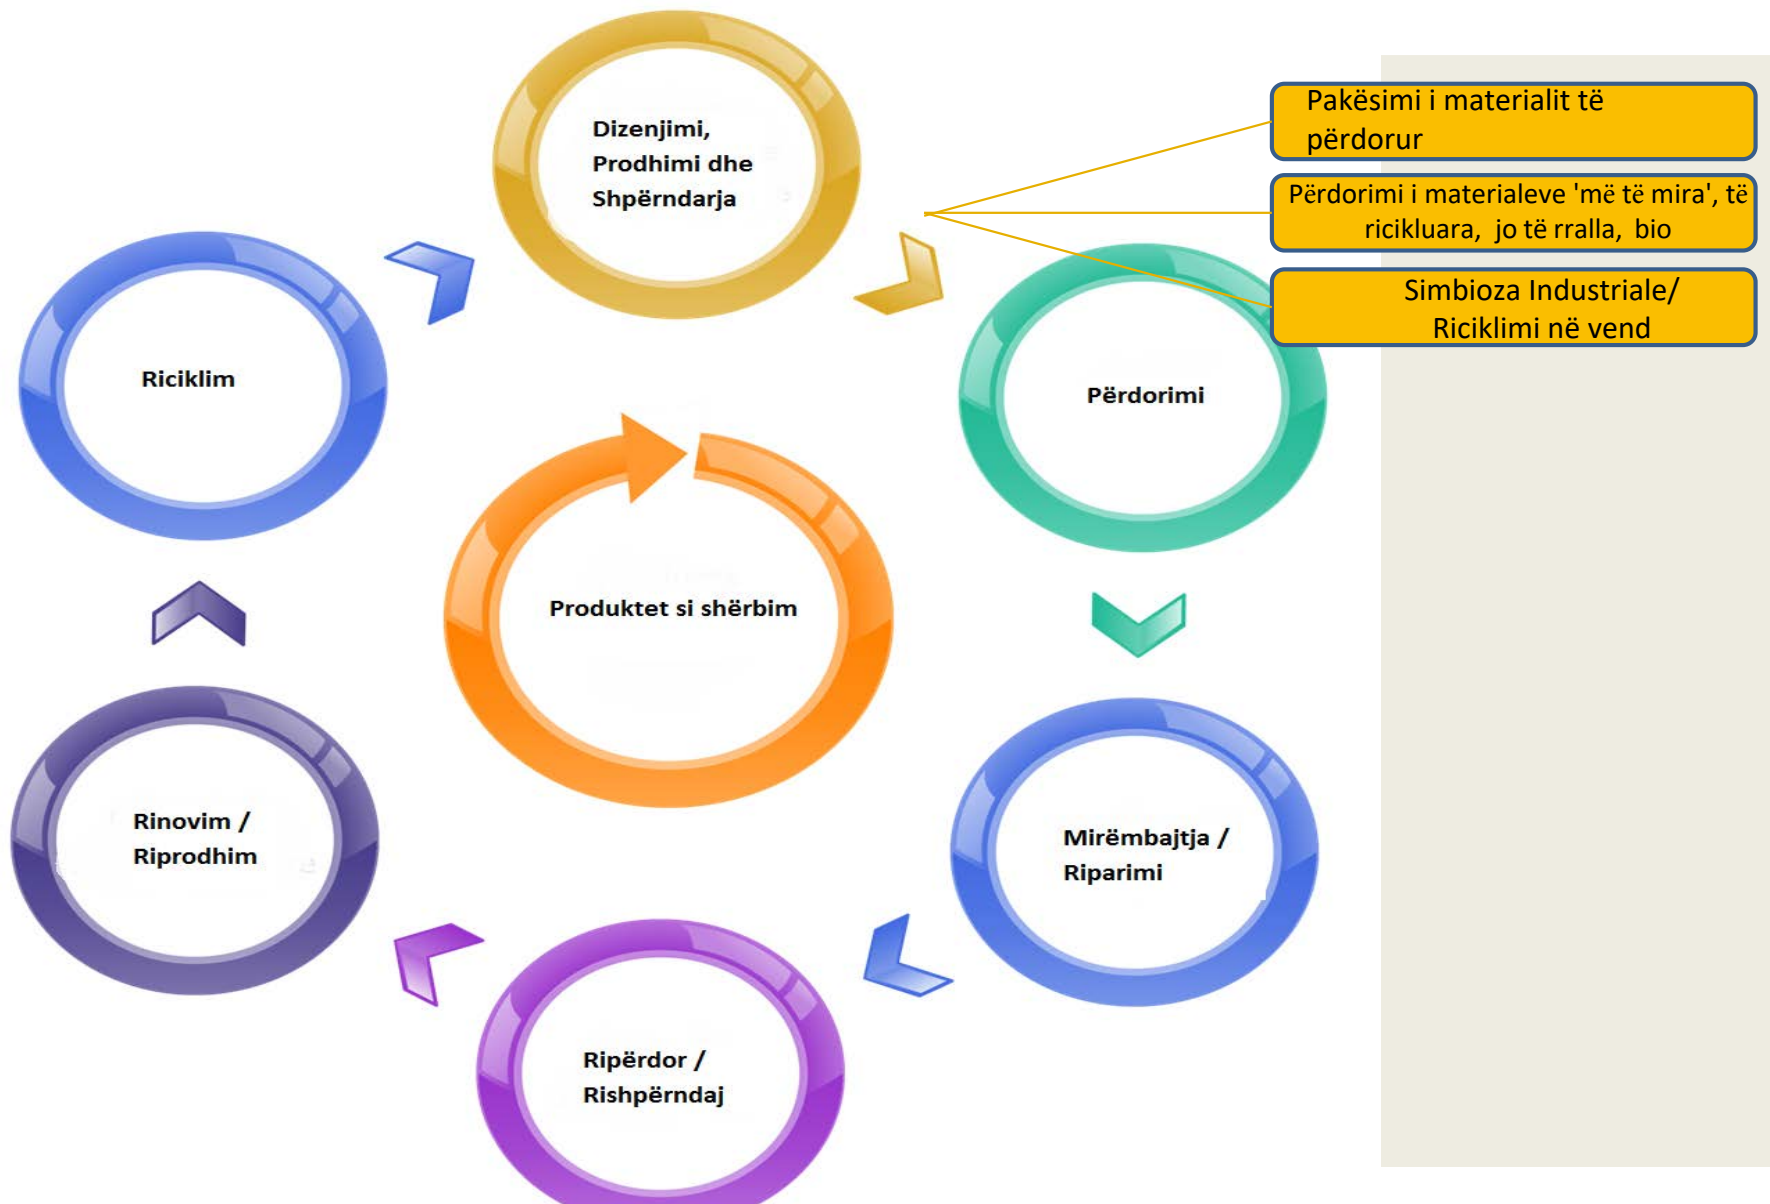 Dizenjimi,
Prodhimi dhe
Shpërndarja
Pakësimi i materialit të
përdorur
Përdorimi i materialeve 'më të mira', të
ricikluara, jo të rralla, bio
Simbioza Industriale/
Riciklimi në vend
Riciklim
Përdorimi
Produktet si shërbim
Rinovim /
Riprodhim
Mirëmbajtja /
Riparimi
Ripërdor /
Rishpërndaj